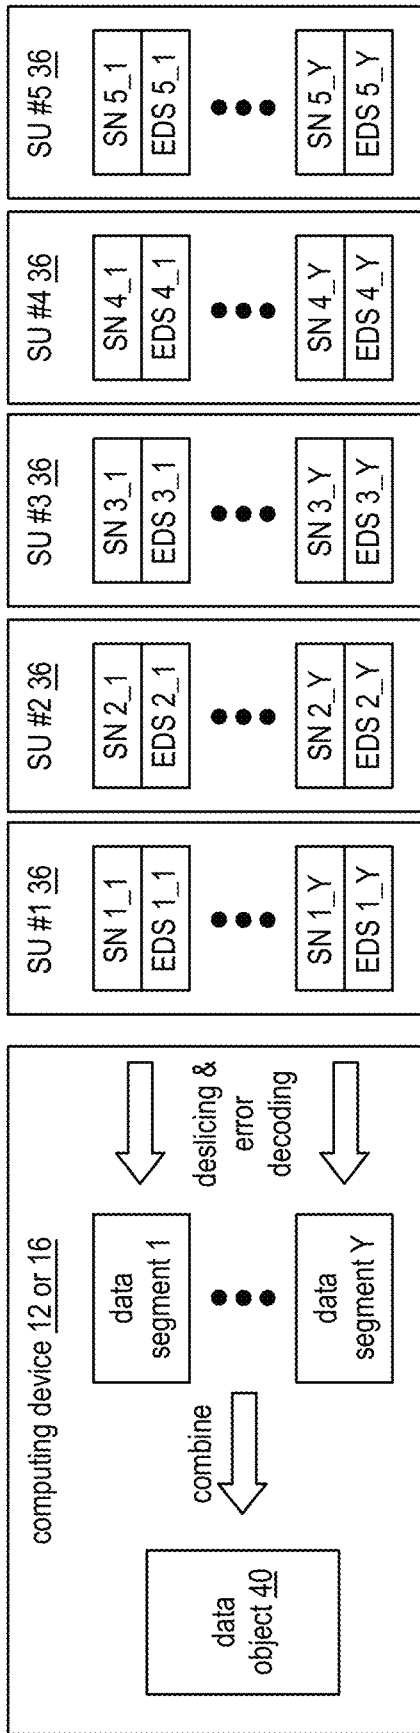 computing device 12 or 16
data
object 40
combine
data
segment 1
data
segment Y
deslicing &
error
decoding
SU #1 36
SN 1_1
EDS 1_1
SN 1_Y
EDS 1_Y
SU #2 36
SN 2_1
EDS 2_1
SN 2_Y
EDS 2_Y
SU #3 36
SN 3_1
EDS 3_1
SN 3_Y
EDS 3_Y
SU #4 36
SN 4_1
EDS 4_1
SN 4_Y
EDS 4_Y
SU #5 36
SN 5_1
EDS 5_1
SN 5_Y
EDS 5_Y